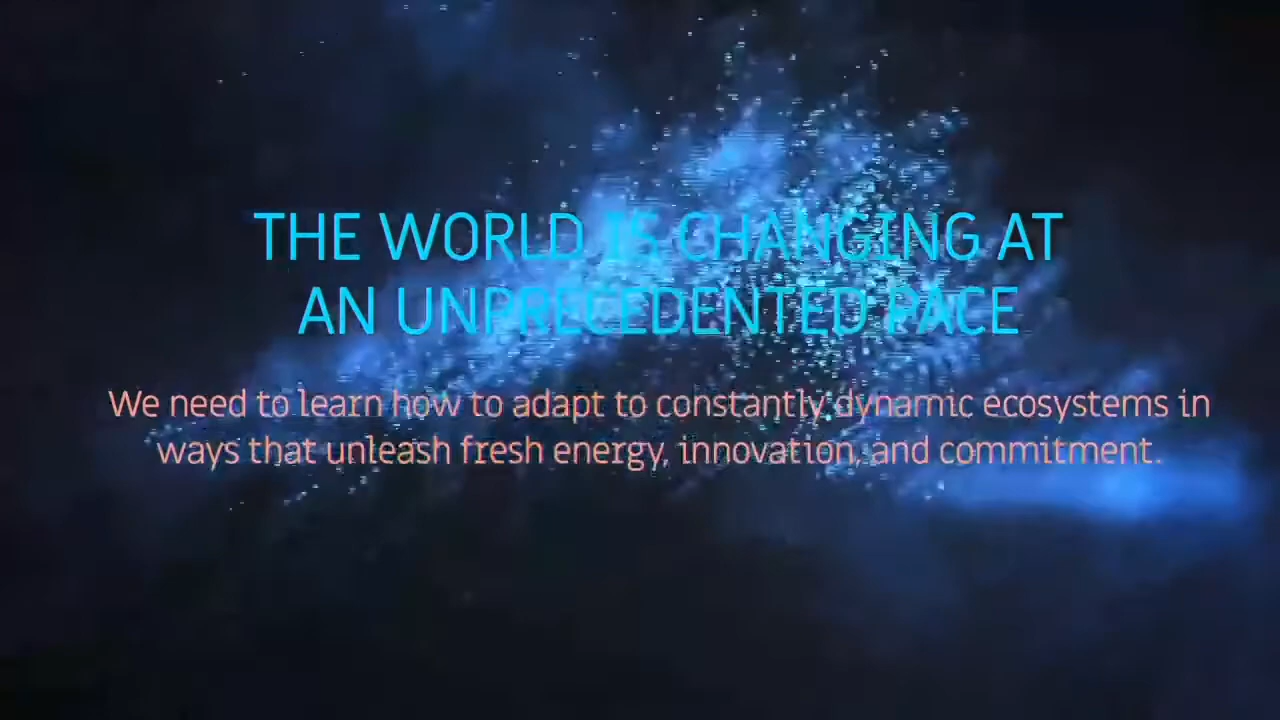 THE WORLD IS CHANGING AT
AN UNPRECEDENTED PACE
We need to learn how to adapt to constantly dynamic ecosystems in
ways that unleash fresh energy, innovation, and commitment.